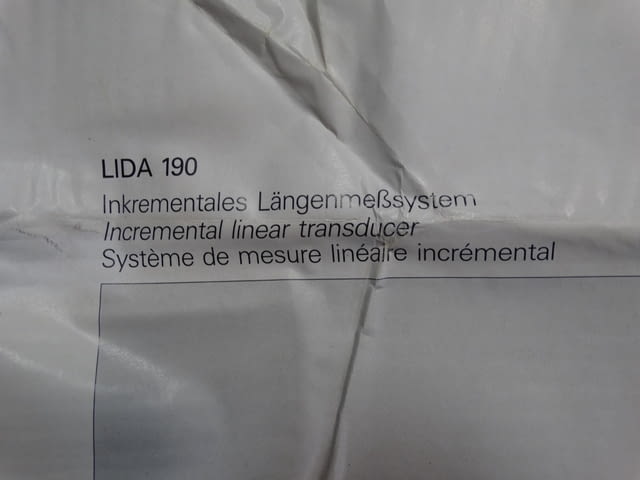 LIDA 190
Inkrementales Längenmeßsystem
Incremental linear transducer
Système de mesure linéaire incrémental